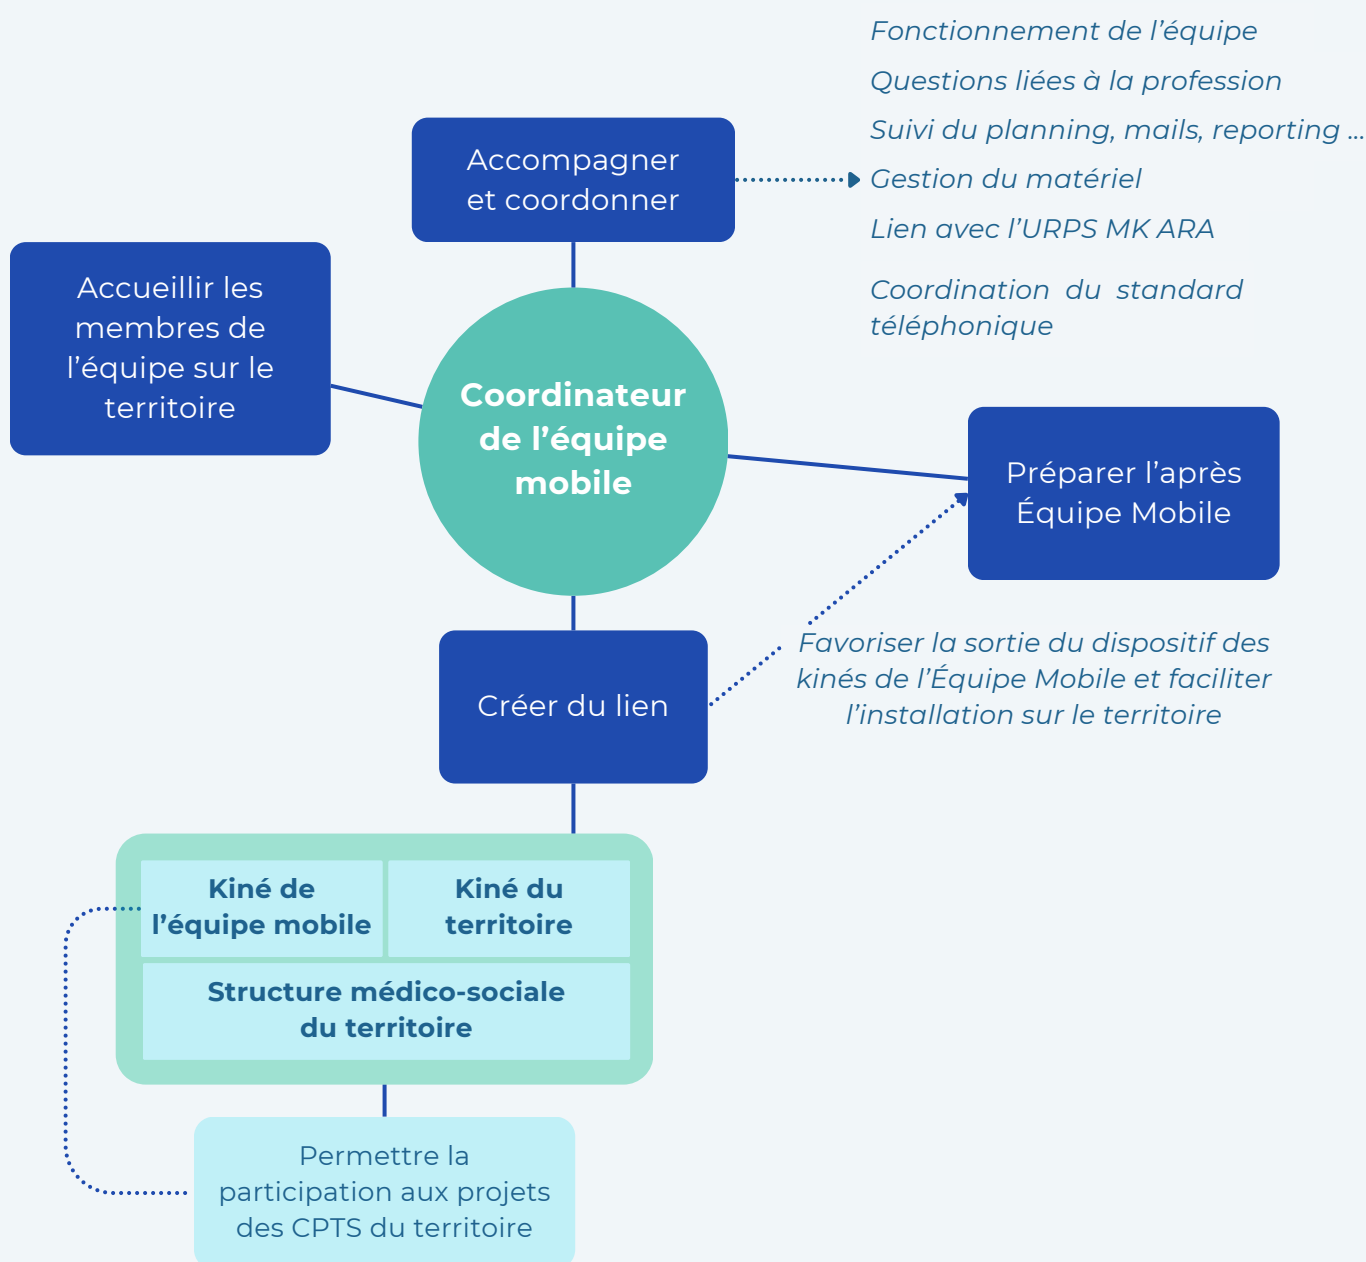 Fonctionnement de l’équipe
Questions liées à la profession
Suivi du planning, mails, reporting ...
Gestion du matériel
Lien avec l’URPS MK ARA
Coordination du standard
téléphonique
Accompagner
et coordonner
Accueillir les
membres de
l’équipe sur le
territoire
Coordinateur
de l’équipe
mobile
Préparer l’après
Équipe Mobile
Favoriser la sortie du dispositif des
kinés de l’Équipe Mobile et faciliter
l’installation sur le territoire
Créer du lien
Kiné de
l’équipe mobile
Kiné du
territoire
Structure médico-sociale
du territoire
Permettre la
participation aux projets
des CPTS du territoire